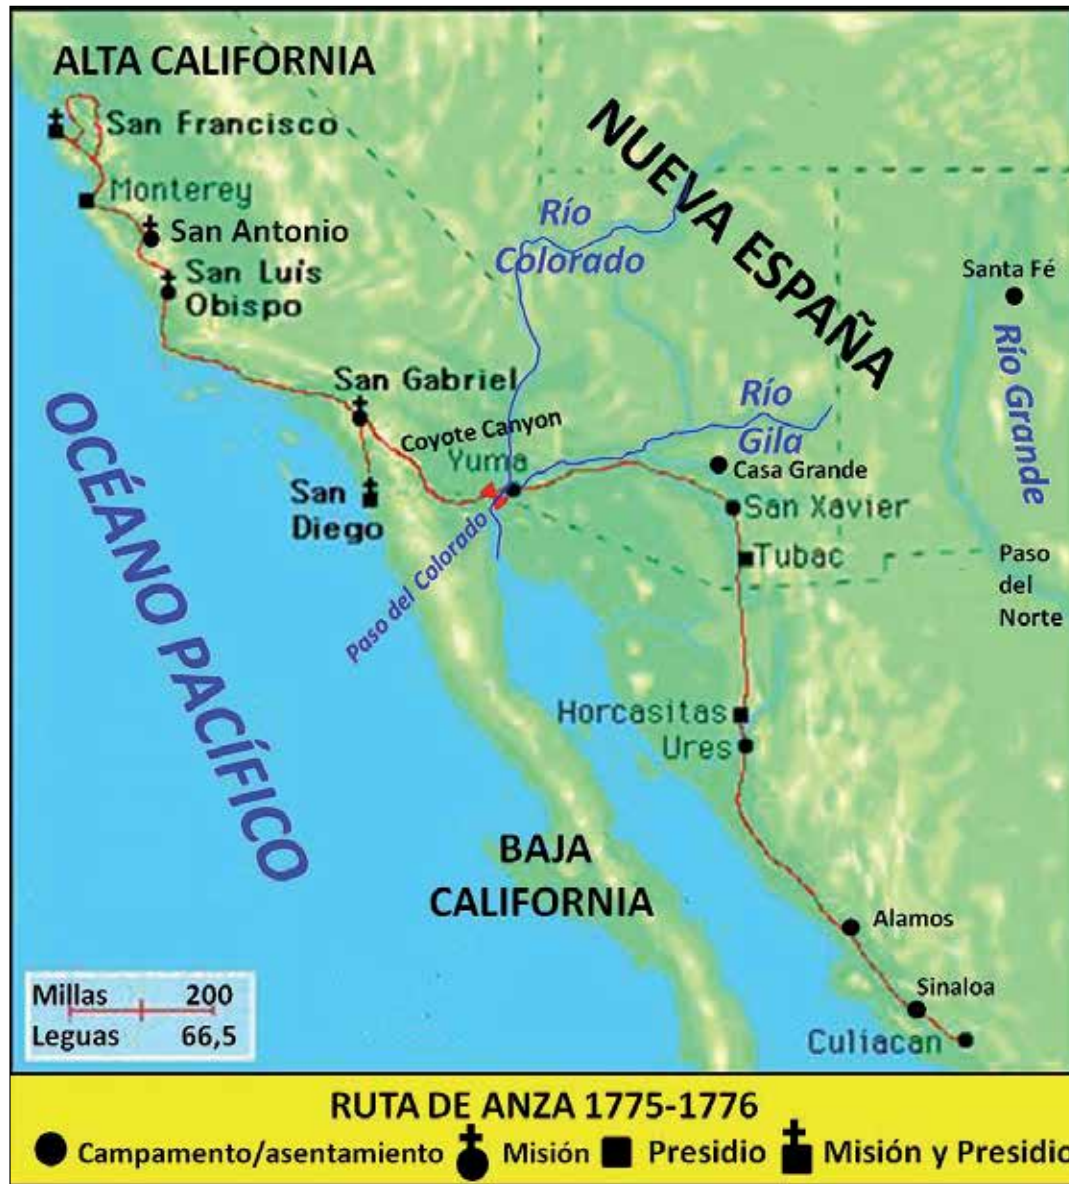 ALTA CALIFORNIA
San Francisco
Monterey
San Antonio
San Luís
Obispo
NUEVA ESPAÑA
Río
Colorado
Santa Fé
Río Grande
San Gabriel
Coyote Canyon
Yuma
Río
Gila
Casa Grande
San Xavier
San
Diego
Paso del Colorado
Tubac
Paso
del
Norte
OCÉANO PACÍFICO
Horcasitas
Ures
BAJA
CALIFORNIA
Alamos
Sinaloa
Culiacan
Millas 200
Leguas 66,5
RUTA DE ANZA 1775-1776
Campamento/asentamiento Misión Presidio Misión y Presidio